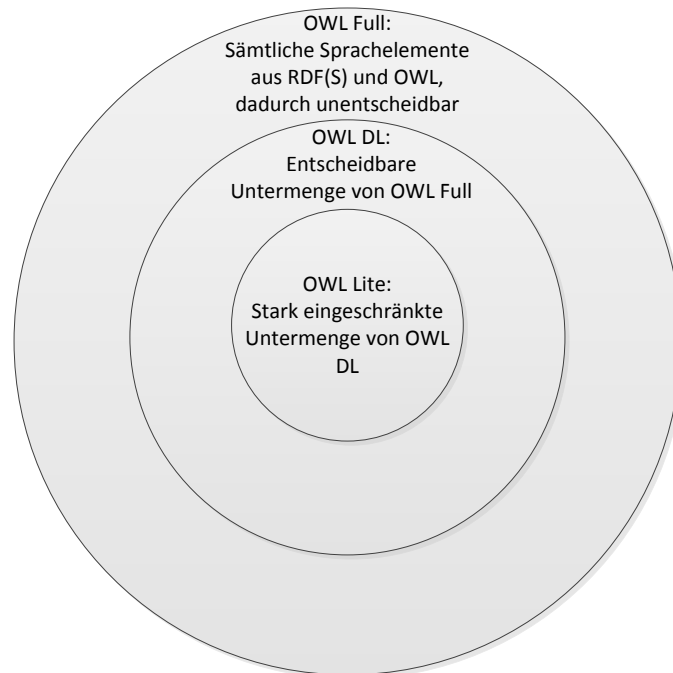 OWL Full:
Sämtliche Sprachelemente
aus RDF(S) und OWL,
dadurch unentscheidbar
OWL DL:
Entscheidbare
Untermenge von OWL Full
OWL Lite:
Stark eingeschränkte
Untermenge von OWL
DL